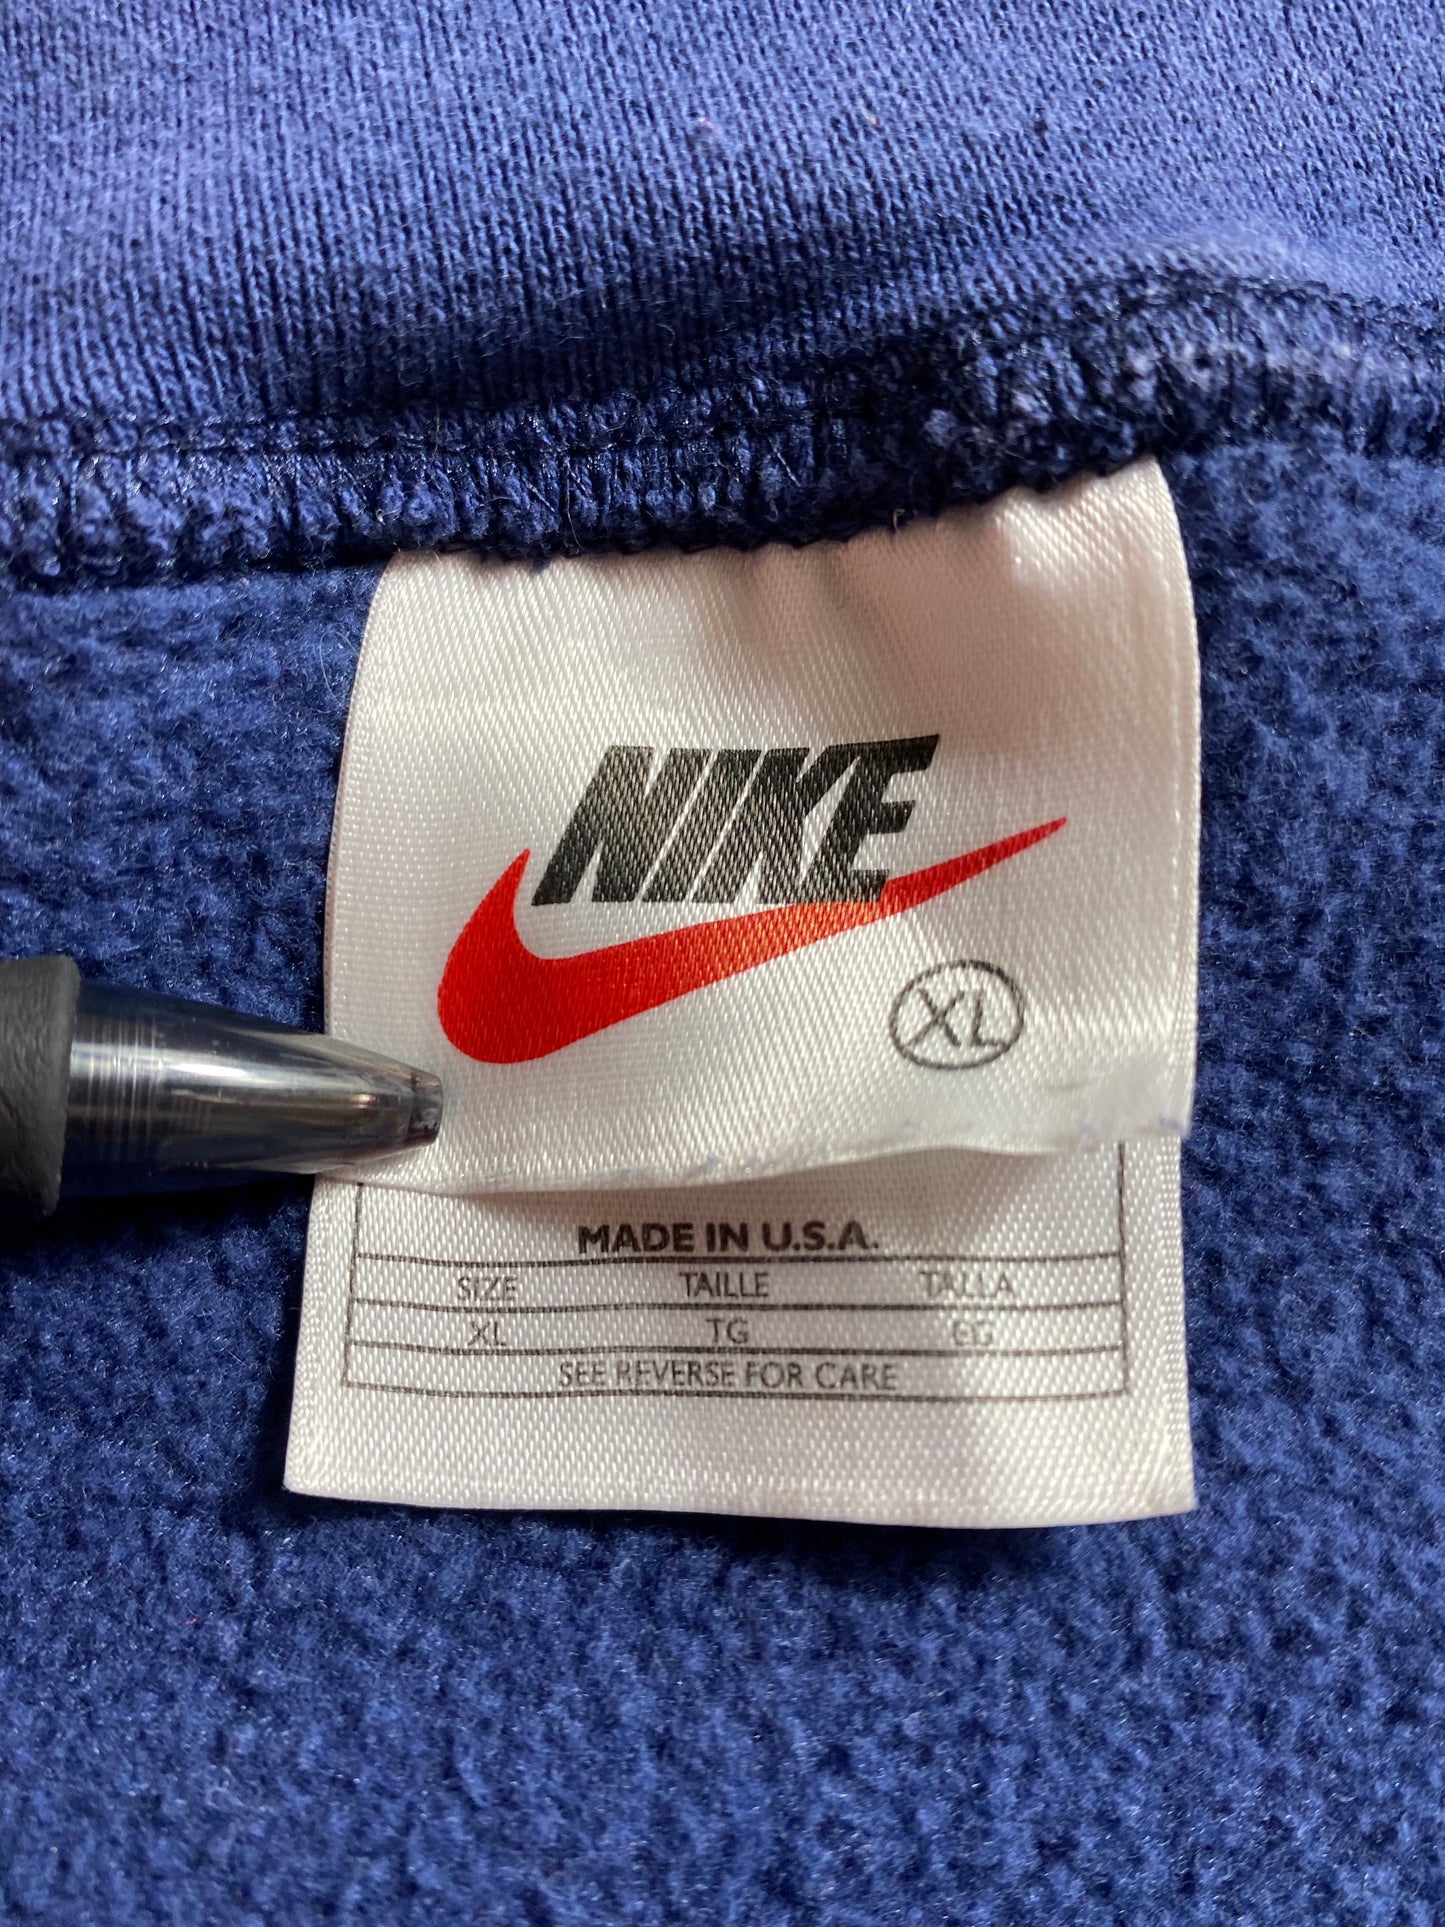 NIKE
XL
MADE IN U.S.A.
SIZE TAILLE TALLA
XL TG EG
SEE REVERSE FOR CARE